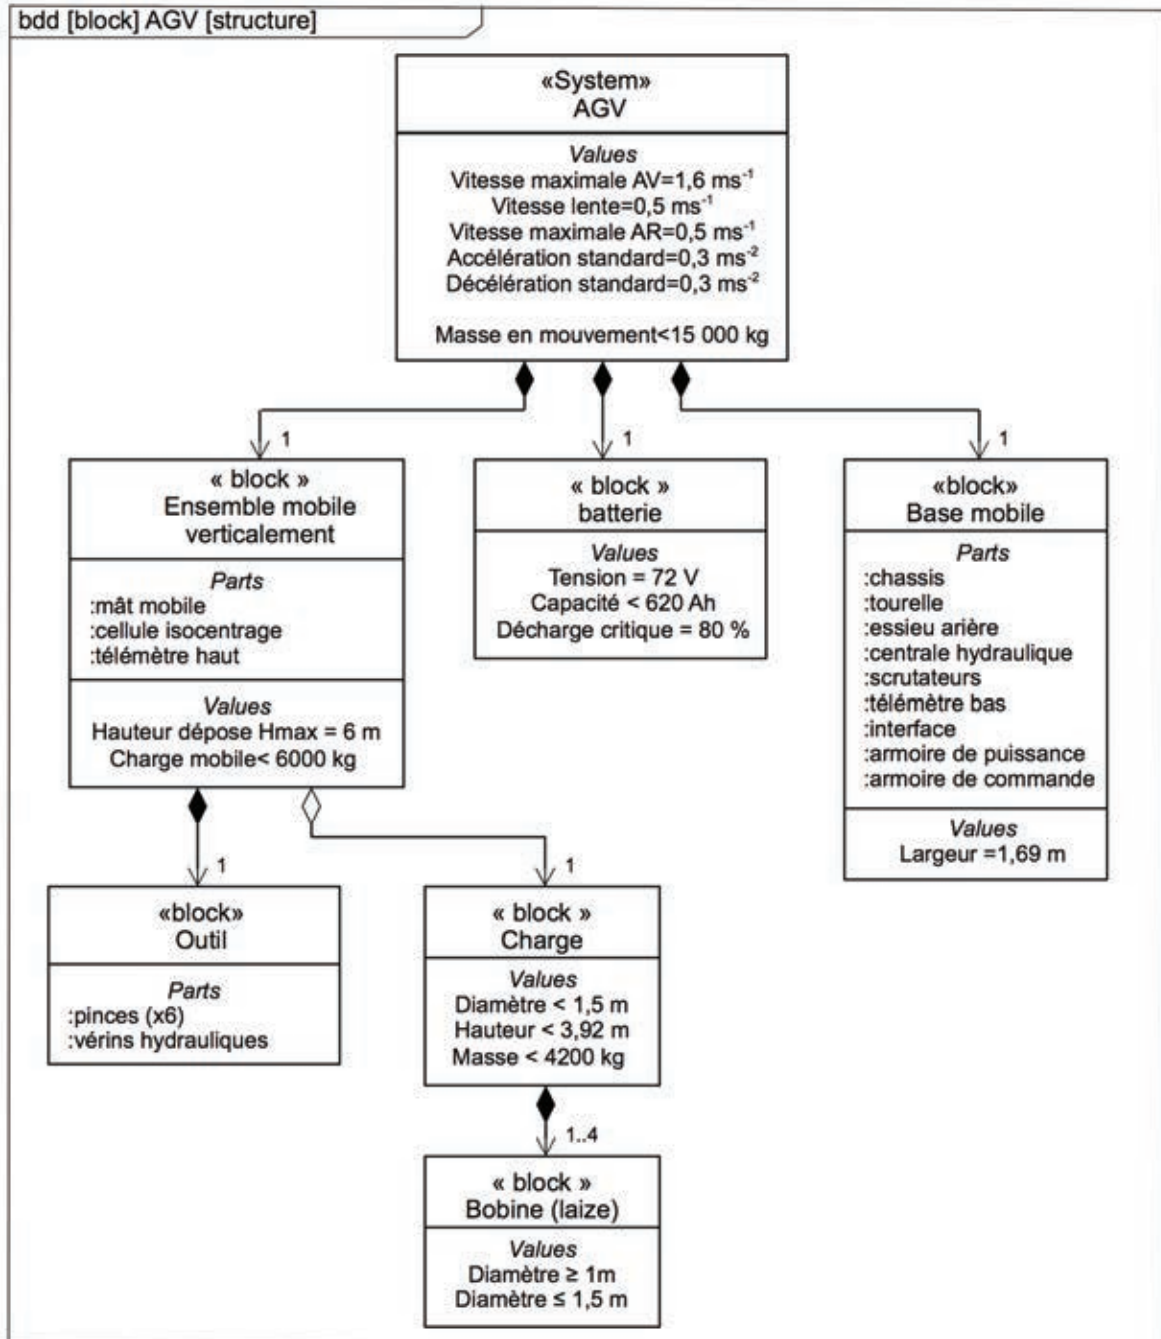 bdd [block] AGV [structure]
«System»
AGV
Values
Vitesse maximale AV=1,6 ms⁻¹
Vitesse lente=0,5 ms⁻¹
Vitesse maximale AR=0,5 ms⁻¹
Accélération standard=0,3 ms⁻²
Décélération standard=0,3 ms⁻²
Masse en mouvement<15 000 kg
1
1
1
« block »
Ensemble mobile
verticalement
Parts
:mât mobile
:cellule isocentrage
:télémètre haut
Values
Hauteur dépose Hmax = 6 m
Charge mobile< 6000 kg
« block »
batterie
Values
Tension = 72 V
Capacité < 620 Ah
Décharge critique = 80 %
«block»
Base mobile
Parts
:chassis
:tourelle
:essieu arière
:centrale hydraulique
:scrutateurs
:télémètre bas
:interface
:armoire de puissance
:armoire de commande
Values
Largeur =1,69 m
1
1
«block»
Outil
Parts
:pinces (x6)
:vérins hydrauliques
« block »
Charge
Values
Diamètre < 1,5 m
Hauteur < 3,92 m
Masse < 4200 kg
1..4
« block »
Bobine (laize)
Values
Diamètre ≥ 1m
Diamètre ≤ 1,5 m